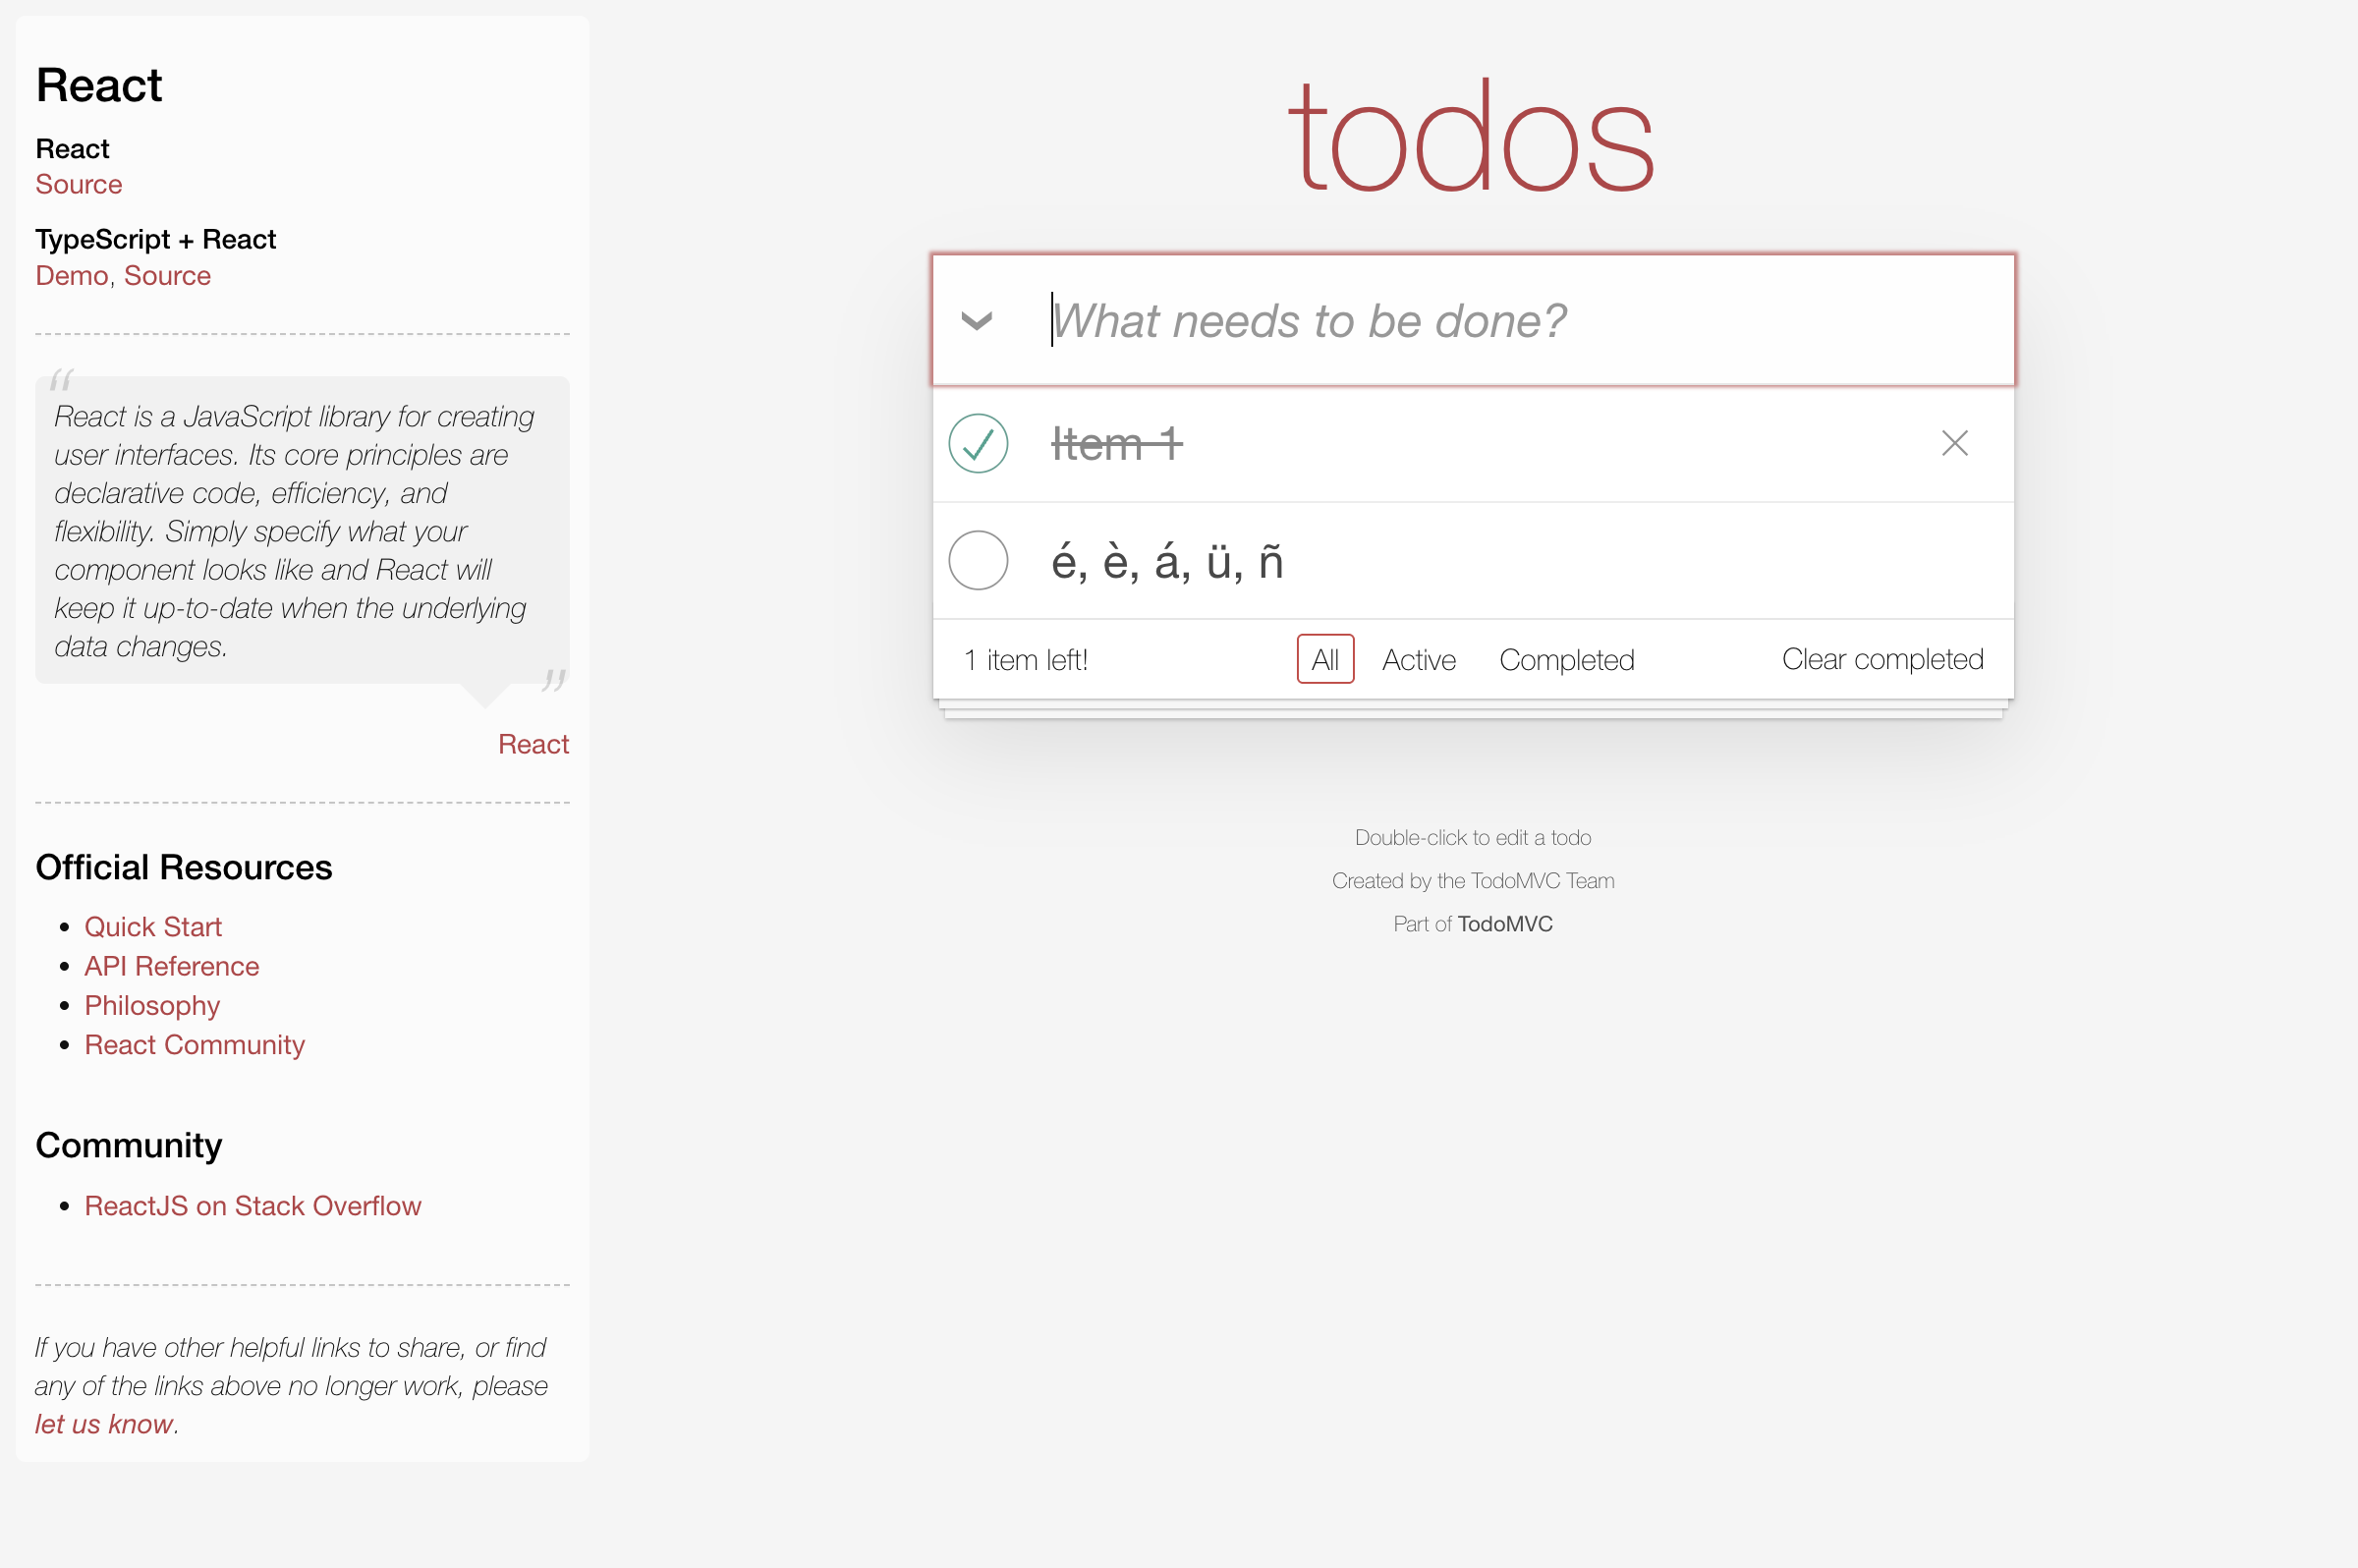 React
React
Source
TypeScript + React
Demo, Source
“
React is a JavaScript library for creating
user interfaces. Its core principles are
declarative code, efficiency, and
flexibility. Simply specify what your
component looks like and React will
keep it up-to-date when the underlying
data changes.
”
React
Official Resources
• Quick Start
• API Reference
• Philosophy
• React Community
Community
• ReactJS on Stack Overflow
If you have other helpful links to share, or find
any of the links above no longer work, please
let us know.
todos
What needs to be done?
Item 1
é, è, á, ü, ñ
1 item left! All Active Completed Clear completed
Double-click to edit a todo
Created by the TodoMVC Team
Part of TodoMVC